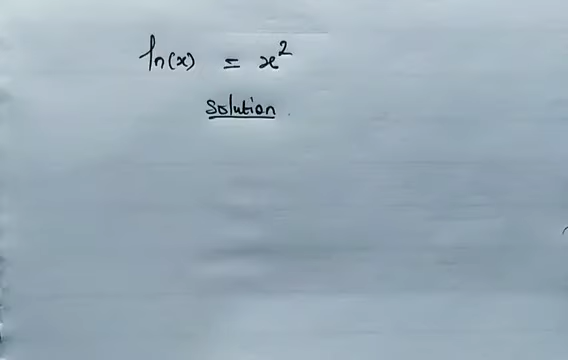 ln(x) = x²
Solution.